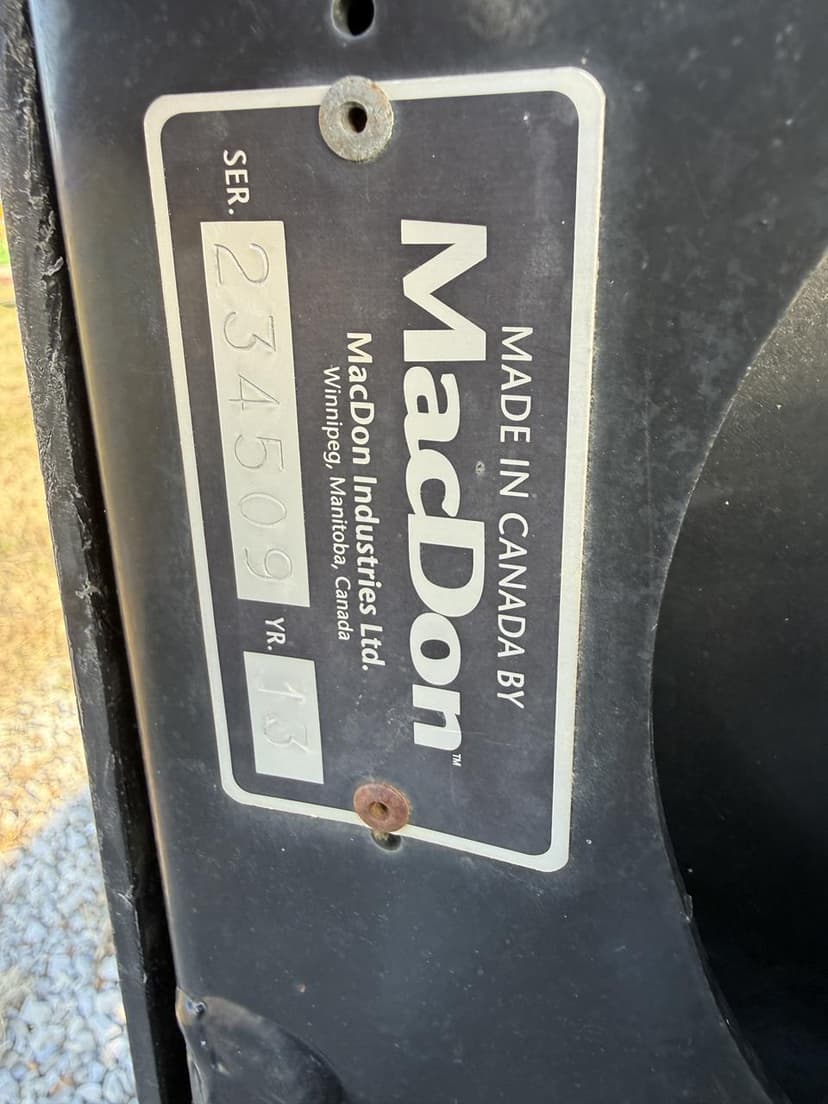 MADE IN CANADA BY
MacDon™
MacDon Industries Ltd.
Winnipeg, Manitoba, Canada
SER. 234509 YR. 13